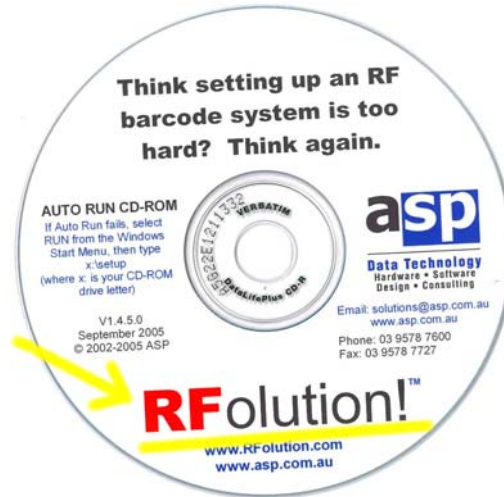 Think setting up an RF
barcode system is too
hard? Think again.
AUTO RUN CD-ROM
If Auto Run fails, select
RUN from the Windows
Start Menu, then type
x:\setup
(where x: is your CD-ROM
drive letter)
V1.4.5.0
September 2005
© 2002-2005 ASP
VERBATIM
DataLifePlus CD-R
asp
Data Technology
Hardware • Software
Design • Consulting
Email: solutions@asp.com.au
www.asp.com.au
Phone: 03 9578 7600
Fax: 03 9578 7727
RFolution!™
www.RFolution.com
www.asp.com.au